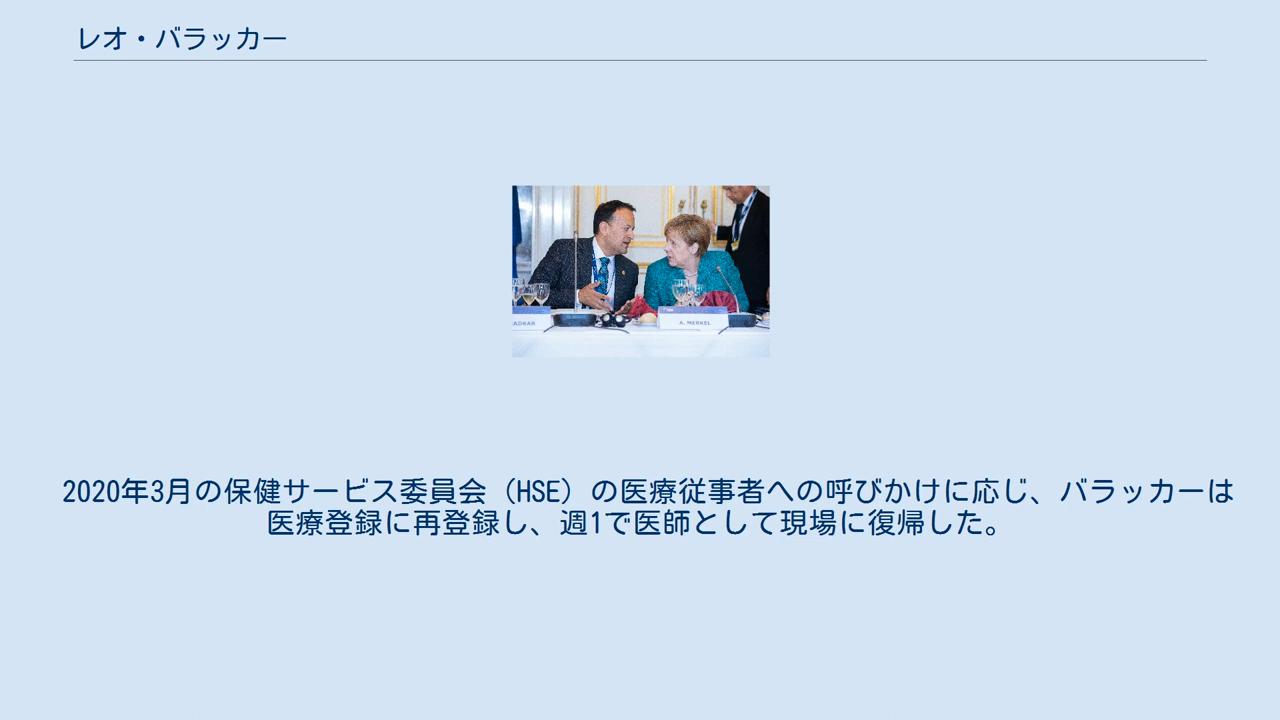 レオ・バラッカー
ADKAR
A. MERKEL
2020年3月の保健サービス委員会（HSE）の医療従事者への呼びかけに応じ、バラッカーは
医療登録に再登録し、週1で医師として現場に復帰した。